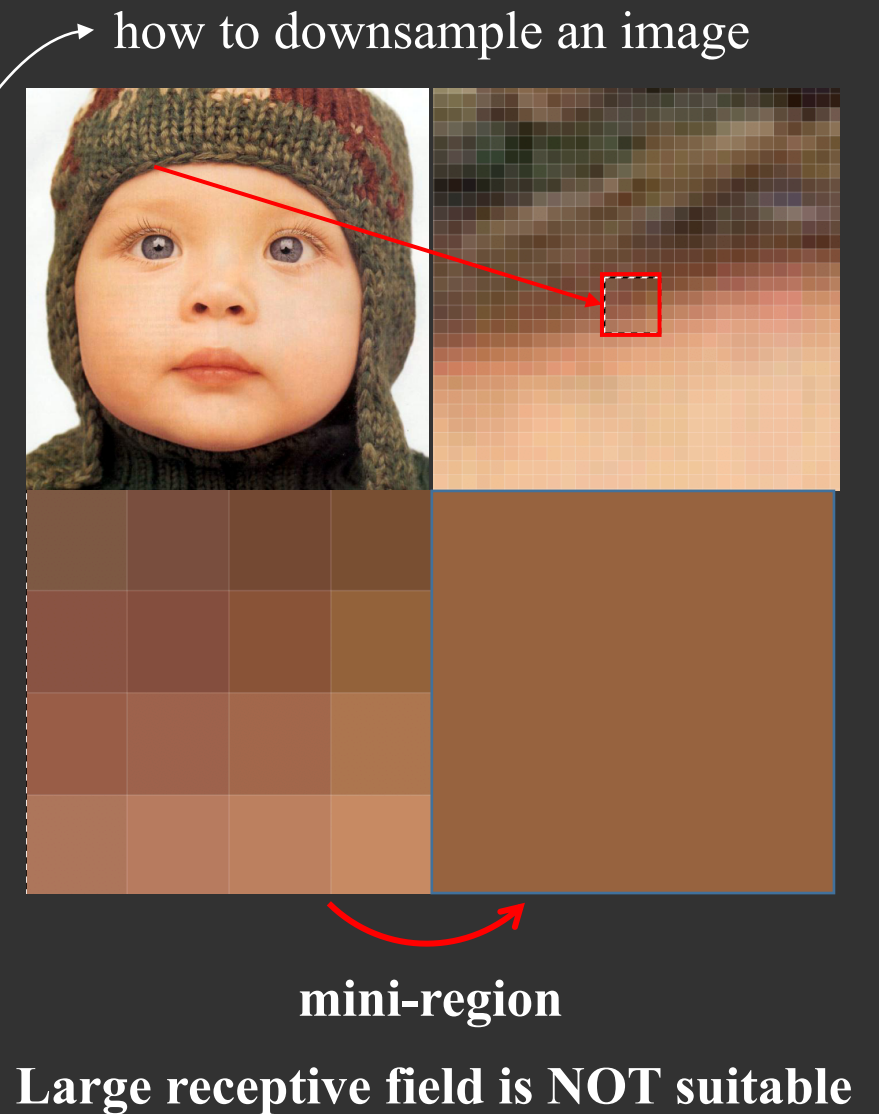 how to downsample an image
mini-region
Large receptive field is NOT suitable